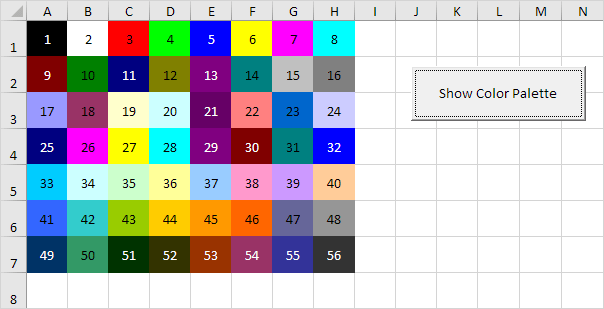 A B C D E F G H I J K L M N
1 1 2 3 4 5 6 7 8
2 9 10 11 12 13 14 15 16
Show Color Palette
3 17 18 19 20 21 22 23 24
4 25 26 27 28 29 30 31 32
5 33 34 35 36 37 38 39 40
6 41 42 43 44 45 46 47 48
7 49 50 51 52 53 54 55 56
8